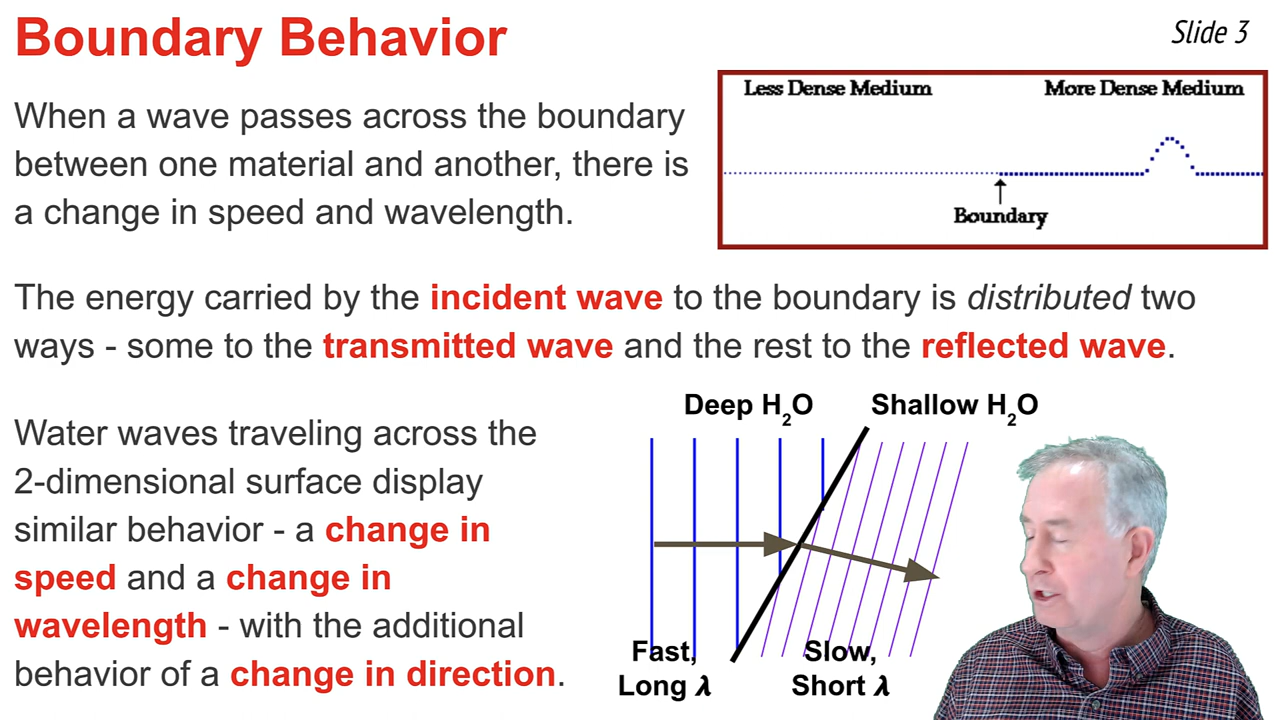 Boundary Behavior
Slide 3
When a wave passes across the boundary
between one material and another, there is
a change in speed and wavelength.
Less Dense Medium
More Dense Medium
Boundary
The energy carried by the incident wave to the boundary is distributed two
ways - some to the transmitted wave and the rest to the reflected wave.
Water waves traveling across the
2-dimensional surface display
similar behavior - a change in
speed and a change in
wavelength - with the additional
behavior of a change in direction.
Deep H₂O
Shallow H₂O
Fast,
Long λ
Slow,
Short λ